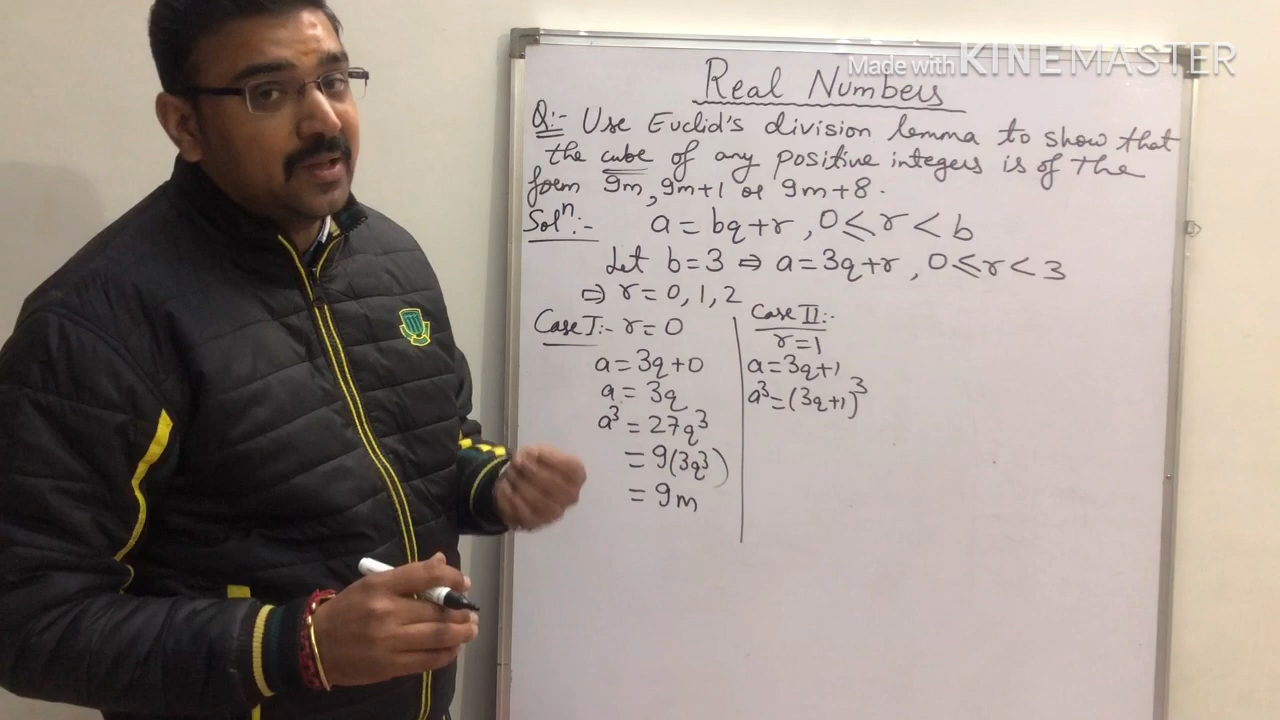 Made with KINEMASTER
Real Numbers
Q:- Use Euclid's division lemma to show that
the cube of any positive integers is of the
form 9m, 9m+1 or 9m+8.
Solⁿ:- a = bq+r, 0 ≤ r < b
Let b=3 ⇒ a=3q+r, 0 ≤ r < 3
⇒ r = 0, 1, 2
Case I:- r = 0
a = 3q+0
a = 3q
a³ = 27q³
= 9(3q³)
= 9m
Case II:-
r=1
a=3q+1
a³=(3q+1)³